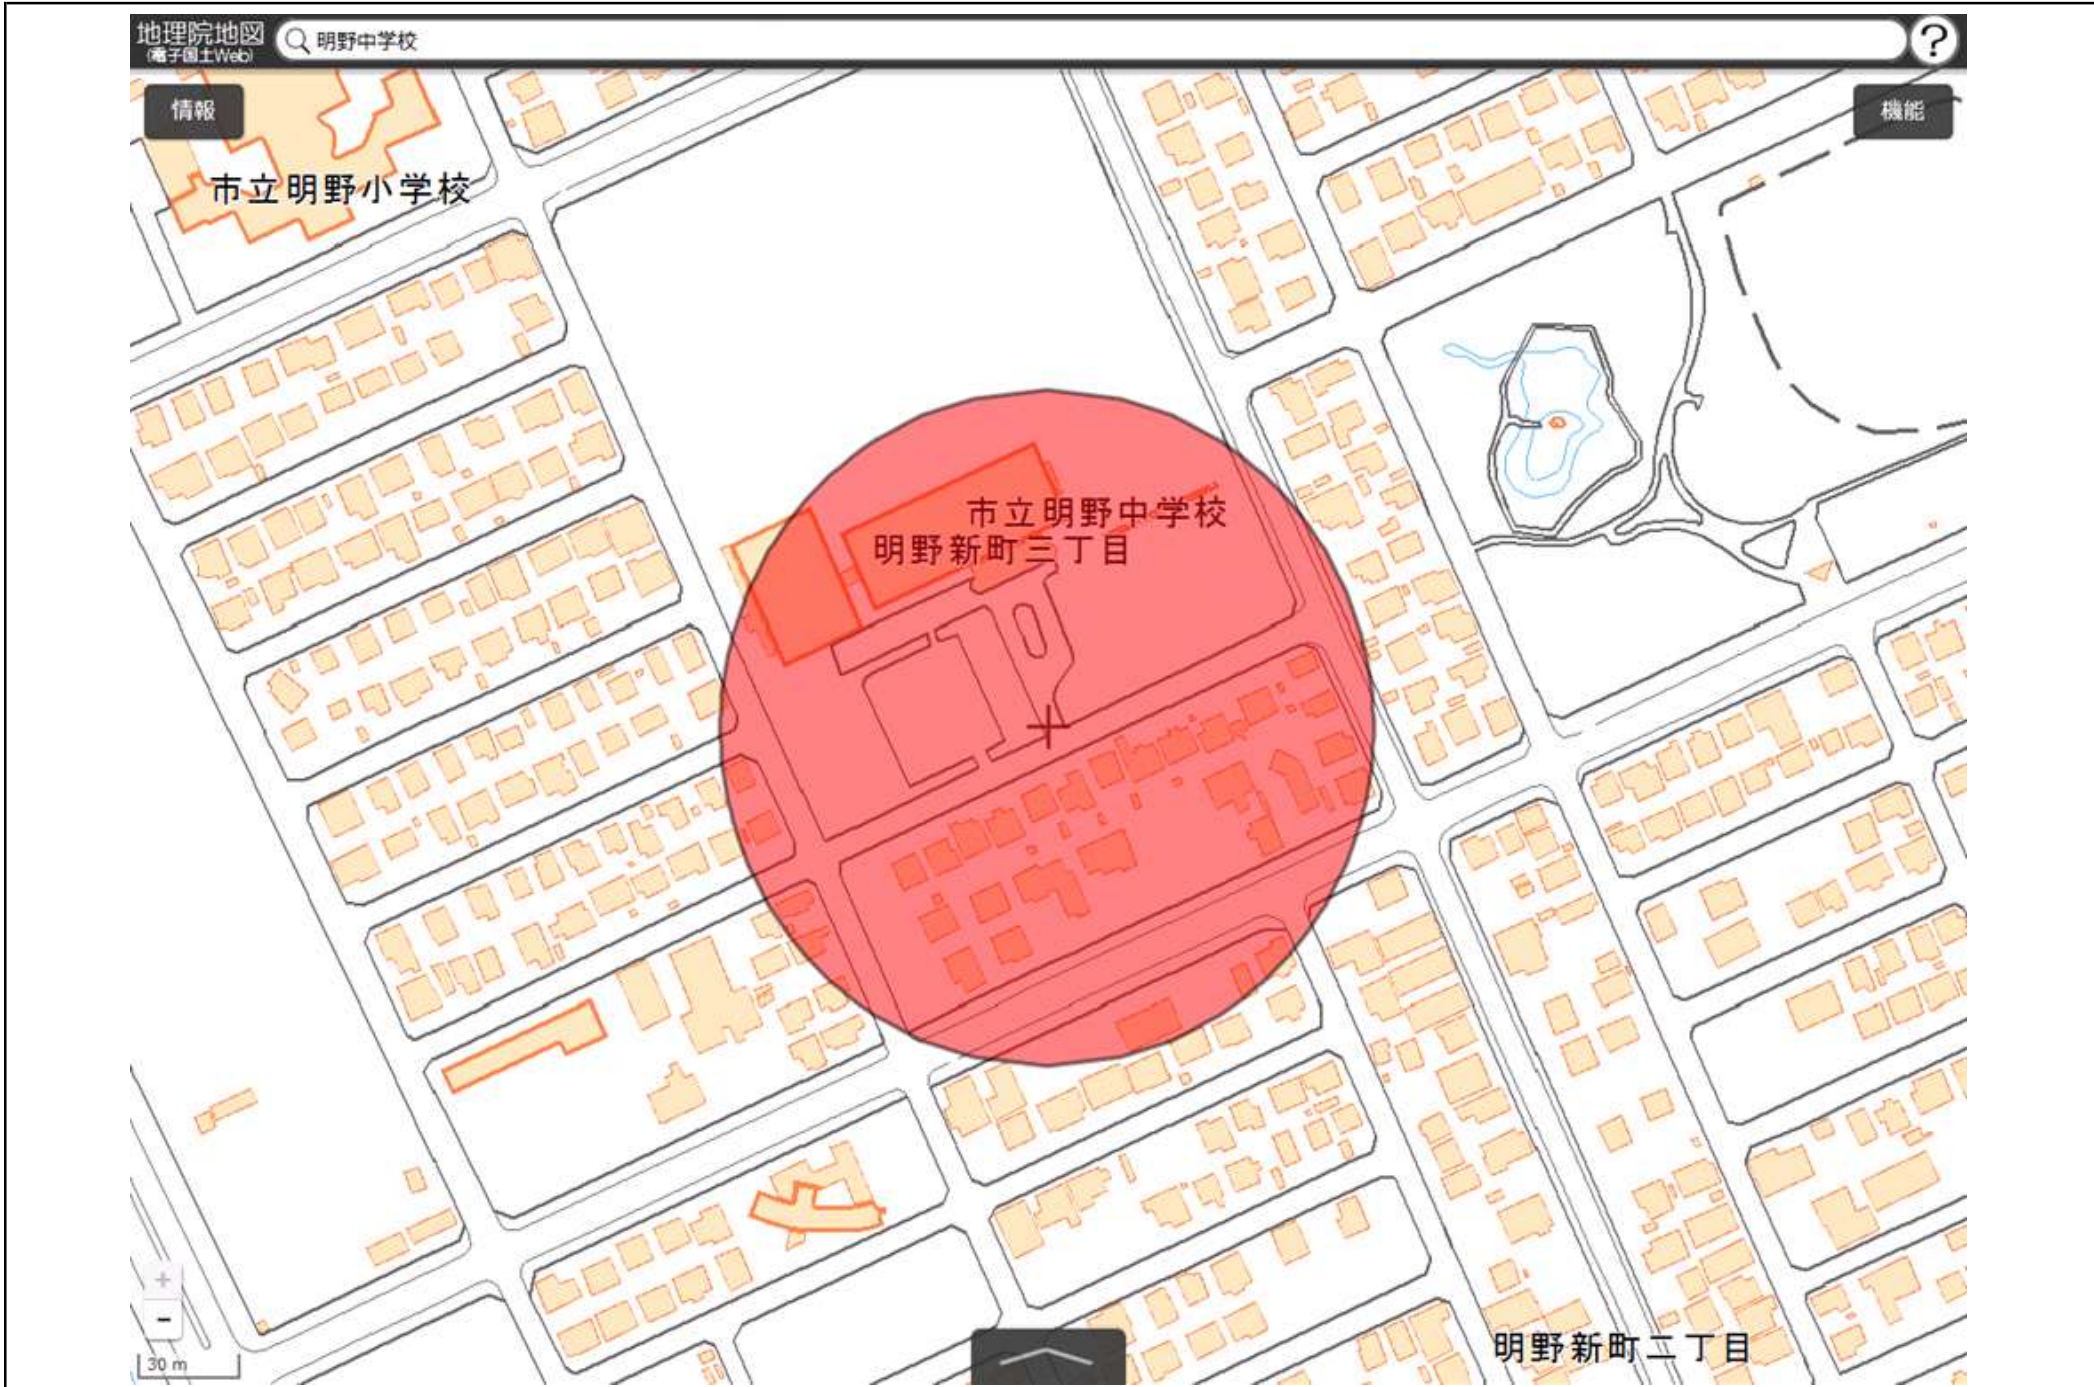 地理院地図
(電子国土Web)
明野中学校
?
情報
機能
市立明野小学校
市立明野中学校
明野新町三丁目
+
-
30 m
明野新町二丁目